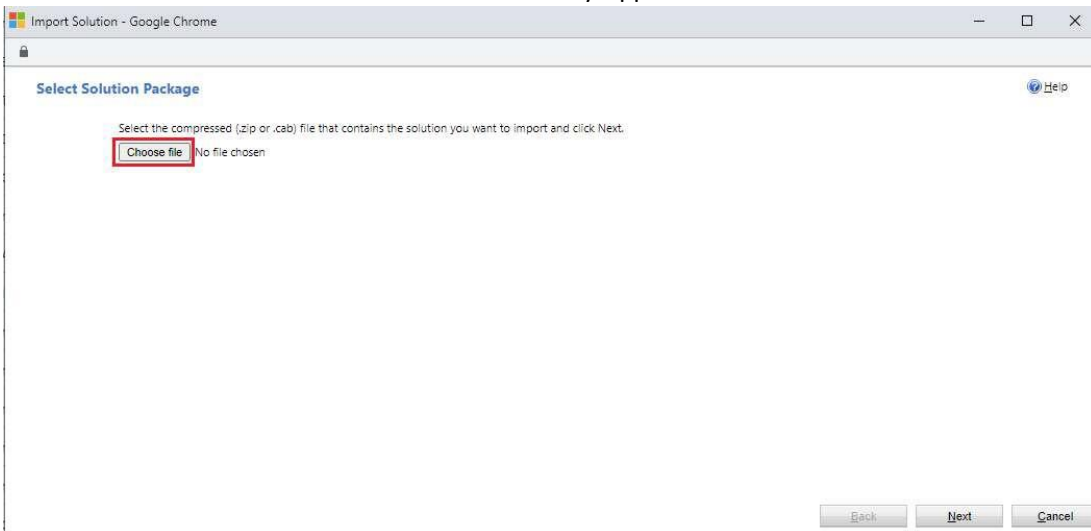 Import Solution - Google Chrome
Select Solution Package
Help
Select the compressed (.zip or .cab) file that contains the solution you want to import and click Next.
Choose file No file chosen
Back Next Cancel